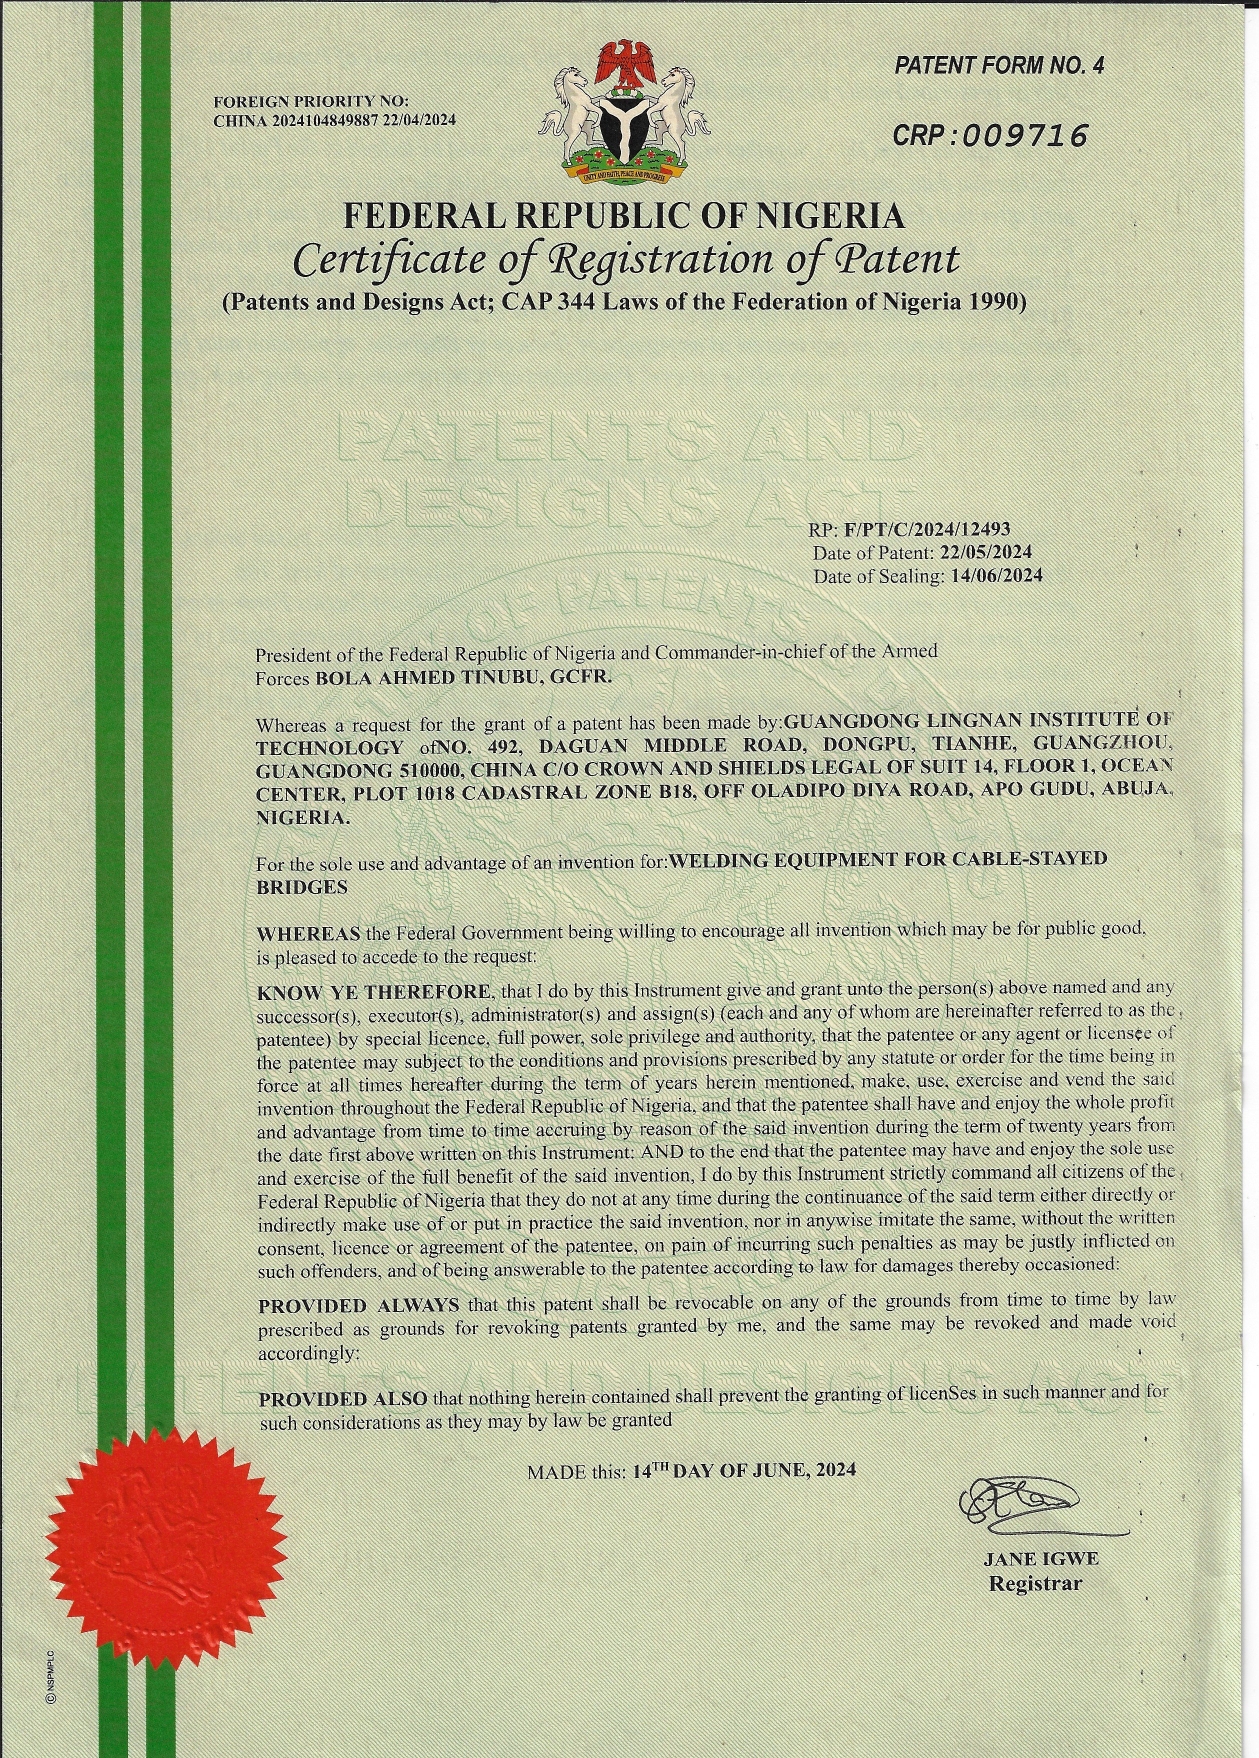 FOREIGN PRIORITY NO:
CHINA 2024104849887 22/04/2024
PATENT FORM NO. 4
CRP:009716
UNITY AND FAITH, PEACE AND PROGRESS
FEDERAL REPUBLIC OF NIGERIA
Certificate of Registration of Patent
(Patents and Designs Act; CAP 344 Laws of the Federation of Nigeria 1990)
PATENTS AND
DESIGNS ACT
RP: F/PT/C/2024/12493
Date of Patent: 22/05/2024
Date of Sealing: 14/06/2024
President of the Federal Republic of Nigeria and Commander-in-chief of the Armed
Forces BOLA AHMED TINUBU, GCFR.
Whereas a request for the grant of a patent has been made by:GUANGDONG LINGNAN INSTITUTE OF
TECHNOLOGY ofNO. 492, DAGUAN MIDDLE ROAD, DONGPU, TIANHE, GUANGZHOU,
GUANGDONG 510000, CHINA C/O CROWN AND SHIELDS LEGAL OF SUIT 14, FLOOR 1, OCEAN
CENTER, PLOT 1018 CADASTRAL ZONE B18, OFF OLADIPO DIYA ROAD, APO GUDU, ABUJA,
NIGERIA.
For the sole use and advantage of an invention for:WELDING EQUIPMENT FOR CABLE-STAYED
BRIDGES
WHEREAS the Federal Government being willing to encourage all invention which may be for public good,
is pleased to accede to the request:
KNOW YE THEREFORE, that I do by this Instrument give and grant unto the person(s) above named and any
successor(s), executor(s), administrator(s) and assign(s) (each and any of whom are hereinafter referred to as the
patentee) by special licence, full power, sole privilege and authority, that the patentee or any agent or licensee of
the patentee may subject to the conditions and provisions prescribed by any statute or order for the time being in
force at all times hereafter during the term of years herein mentioned, make, use, exercise and vend the said
invention throughout the Federal Republic of Nigeria, and that the patentee shall have and enjoy the whole profit
and advantage from time to time accruing by reason of the said invention during the term of twenty years from
the date first above written on this Instrument: AND to the end that the patentee may have and enjoy the sole use
and exercise of the full benefit of the said invention, I do by this Instrument strictly command all citizens of the
Federal Republic of Nigeria that they do not at any time during the continuance of the said term either directly or
indirectly make use of or put in practice the said invention, nor in anywise imitate the same, without the written
consent, licence or agreement of the patentee, on pain of incurring such penalties as may be justly inflicted on
such offenders, and of being answerable to the patentee according to law for damages thereby occasioned:
PROVIDED ALWAYS that this patent shall be revocable on any of the grounds from time to time by law
prescribed as grounds for revoking patents granted by me, and the same may be revoked and made void
accordingly:
PATENTS AND DESIGNS ACT
PROVIDED ALSO that nothing herein contained shall prevent the granting of licenSes in such manner and for
such considerations as they may by law be granted
MADE this: 14TH DAY OF JUNE, 2024
JANE IGWE
Registrar
© NSPMPLC